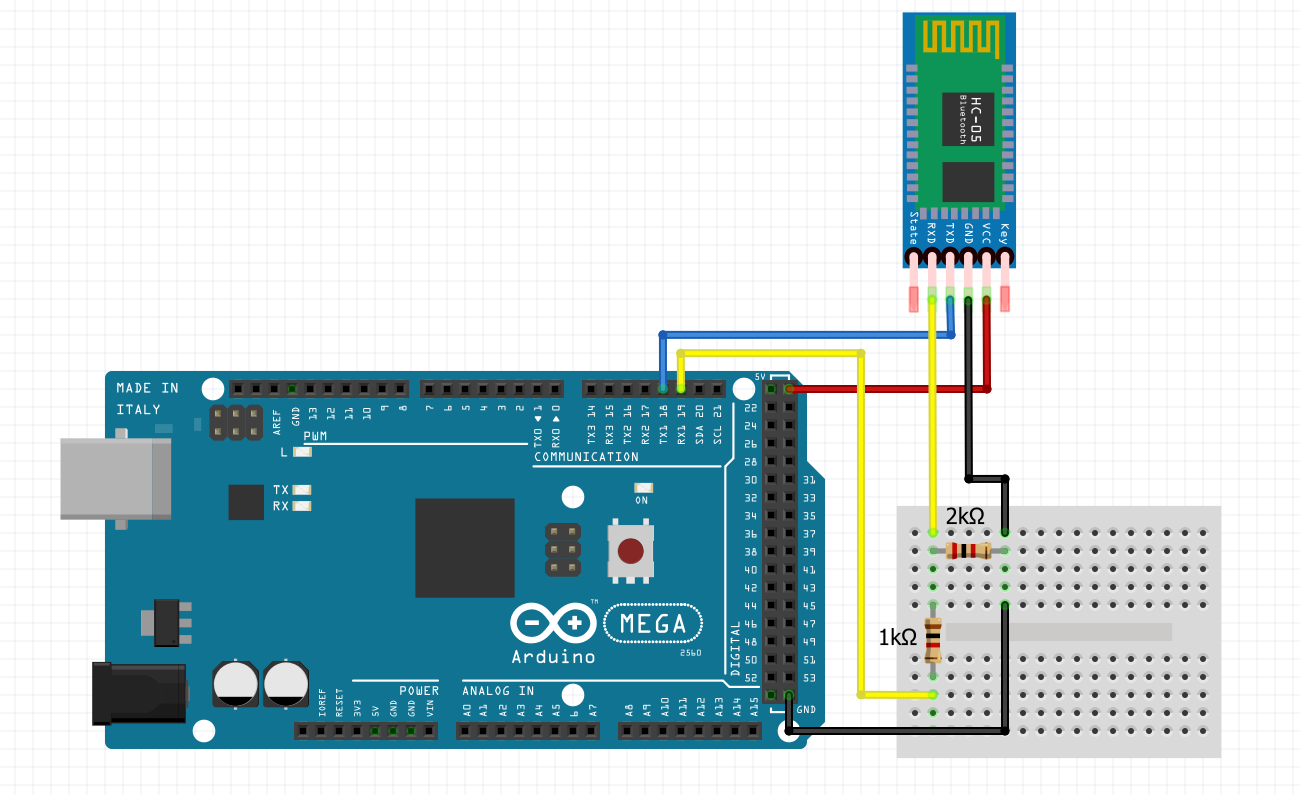 HC-05
Bluetooth
State RXD TXD GND VCC Key
MADE IN
ITALY
AREF GND 13 12 11 10 9 8
7 6 5 4 3 2 TX0 ◄ 1 RX0 ► 0
TX3 14 RX3 15 TX2 16 RX2 17 TX1 18 RX1 19 SDA 20 SCL 21
5V
PWM
COMMUNICATION
L
TX
RX
ON
22
24
26
28
30 31
32 33
34 35
36 37
38 39
40 41
42 43
44 45
46 47
48 49
50 51
52 53
GND
DIGITAL
TM
MEGA
2560
Arduino
POWER
ANALOG IN
IOREF RESET 3V3 5V GND GND VIN
A0 A1 A2 A3 A4 A5 6 A7
A8 A9 A10 A11 A12 A13 A14 A15
2kΩ
1kΩ